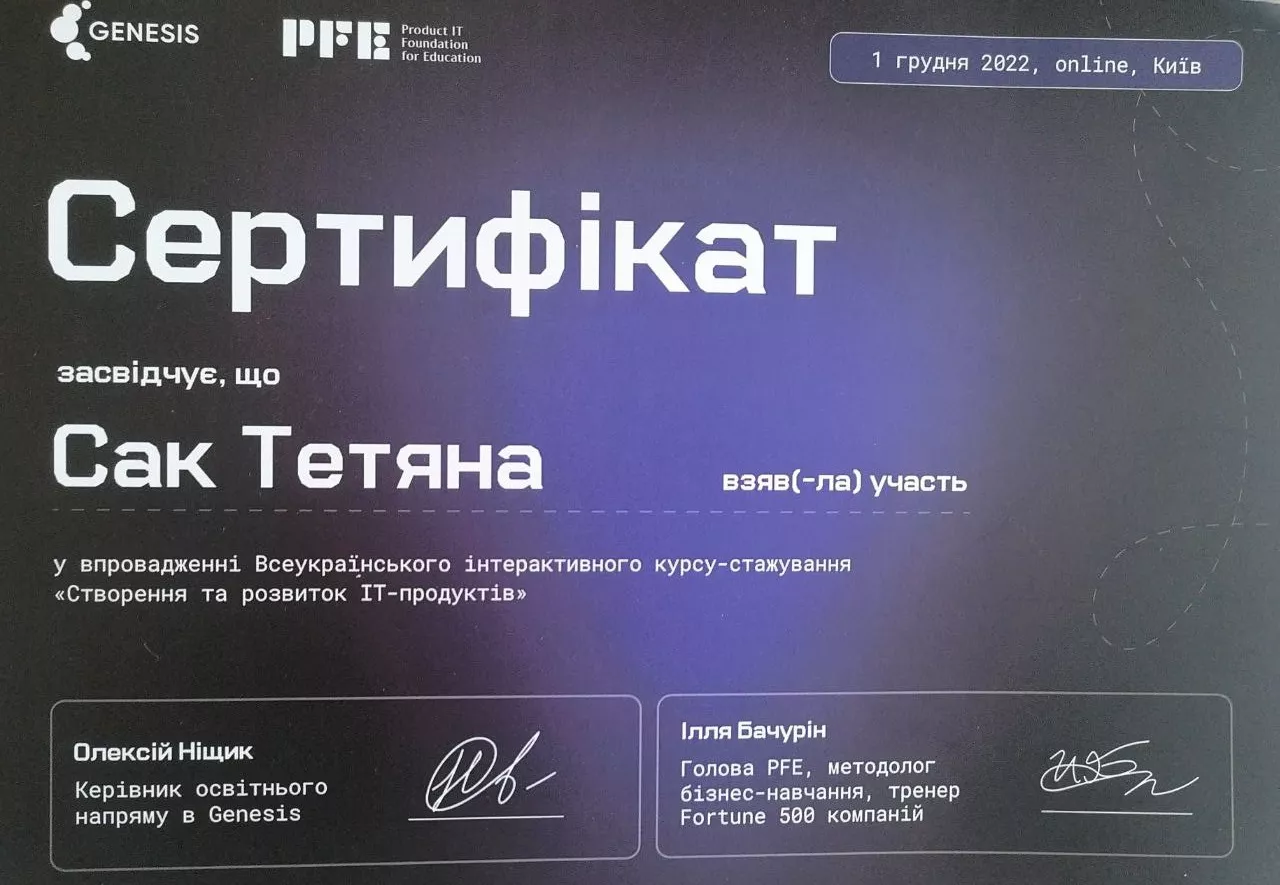 GENESIS
PFE
Product IT
Foundation
for Education
1 грудня 2022, online, Київ
Сертифікат
засвідчує, що
Сак Тетяна
взяв(-ла) участь
у впровадженні Всеукраїнського інтерактивного курсу-стажування
«Створення та розвиток ІТ-продуктів»
Олексій Ніщик
Керівник освітнього
напряму в Genesis
Ілля Бачурін
Голова PFE, методолог
бізнес-навчання, тренер
Fortune 500 компаній